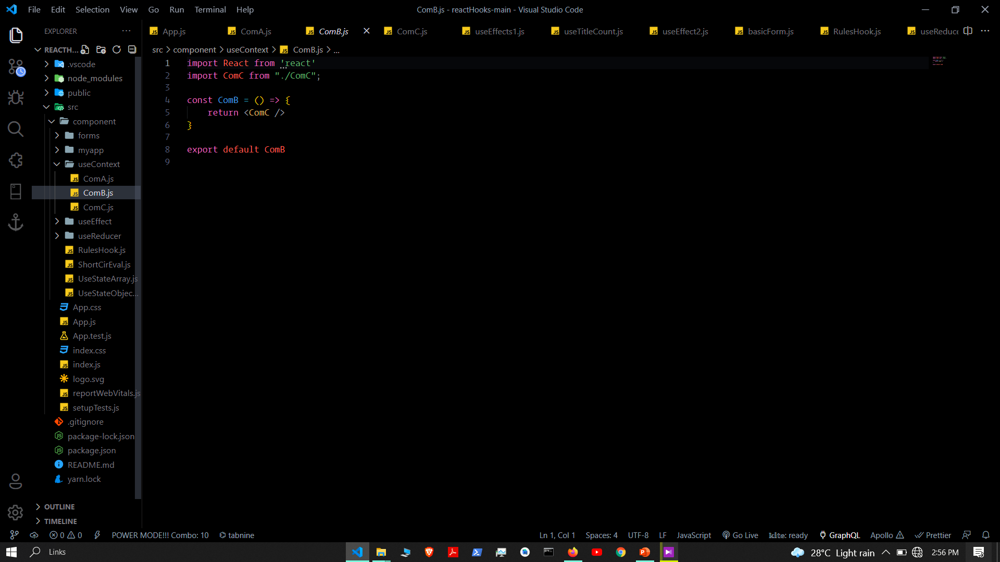 File Edit Selection View Go Run Terminal Help
ComB.js - reactHooks-main - Visual Studio Code
EXPLORER
App.js ComA.js ComB.js ComC.js useEffects1.js useTitleCount.js useEffect2.js basicForm.js RulesHook.js useReduce
REACTH...
src > component > useContext > ComB.js > ...
.vscode
node_modules
public
src
component
forms
myapp
useContext
ComA.js
ComB.js
ComC.js
useEffect
useReducer
RulesHook.js
ShortCirEval.js
UseStateArray.js
UseStateObjec...
App.css
App.js
App.test.js
index.css
index.js
logo.svg
reportWebVitals.js
setupTests.js
.gitignore
package-lock.json
package.json
README.md
yarn.lock
OUTLINE
TIMELINE
1 import React from 'react'
2 import ComC from "./ComC";
3
4 const ComB = () => {
5 return <ComC />
6 }
7
8 export default ComB
9
0 0 POWER MODE!!! Combo: 10 tabnine
Ln 1, Col 1 Spaces: 4 UTF-8 LF JavaScript Go Live kite: ready GraphQL Apollo Prettier
Links
28°C Light rain 2:56 PM